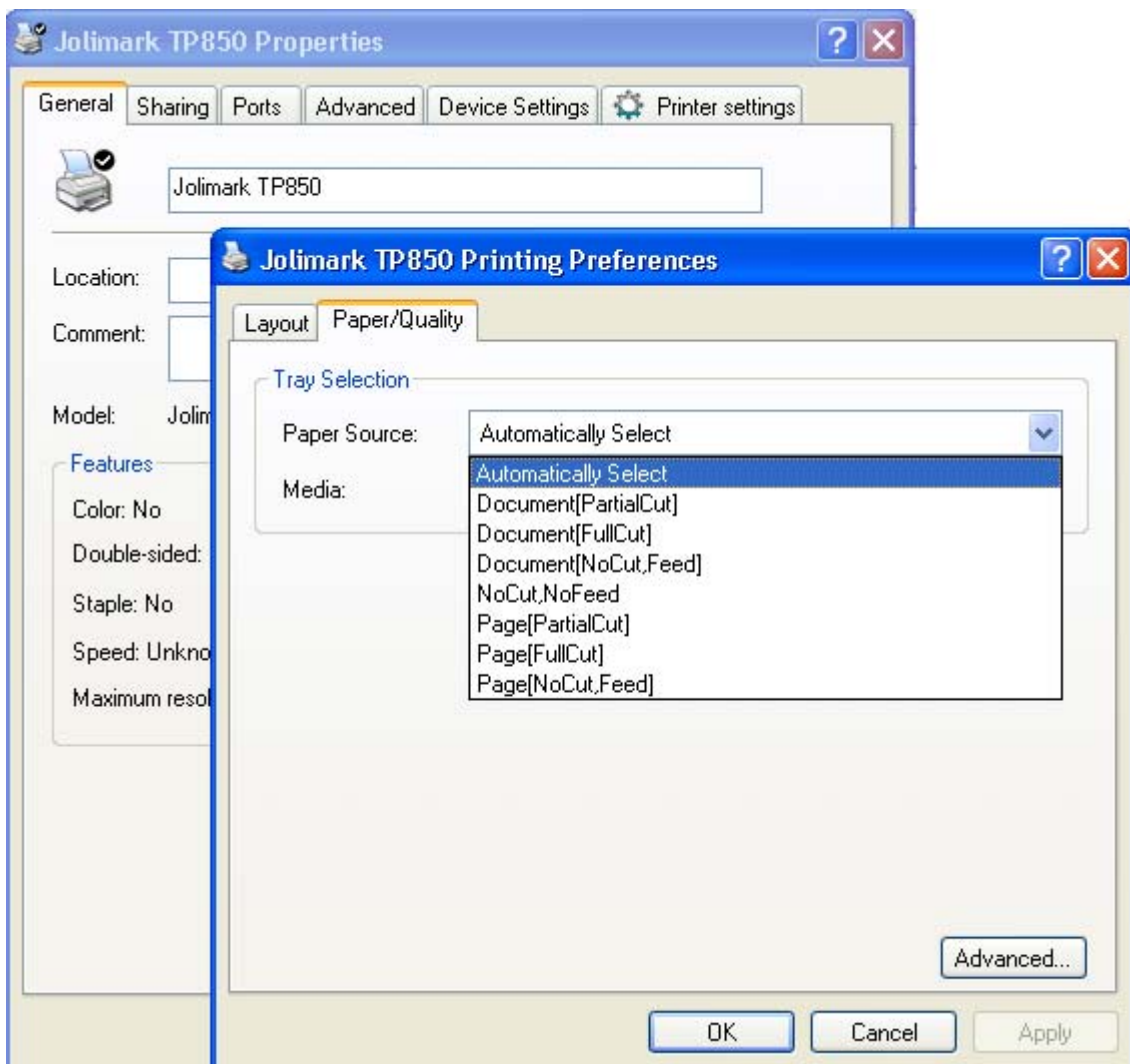 Jolimark TP850 Properties
General Sharing Ports Advanced Device Settings Printer settings
Jolimark TP850
Location:
Comment:
Model:
Features
Color: No
Double-sided:
Staple: No
Speed:
Maximum
Jolimark TP850 Printing Preferences
Layout Paper/Quality
Tray Selection
Paper Source: Automatically Select
Media:
Automatically Select
Document[PartialCut]
Document[FullCut]
Document[NoCut,Feed]
NoCut,NoFeed
Page[PartialCut]
Page[FullCut]
Page[NoCut,Feed]
Advanced...
OK Cancel Apply